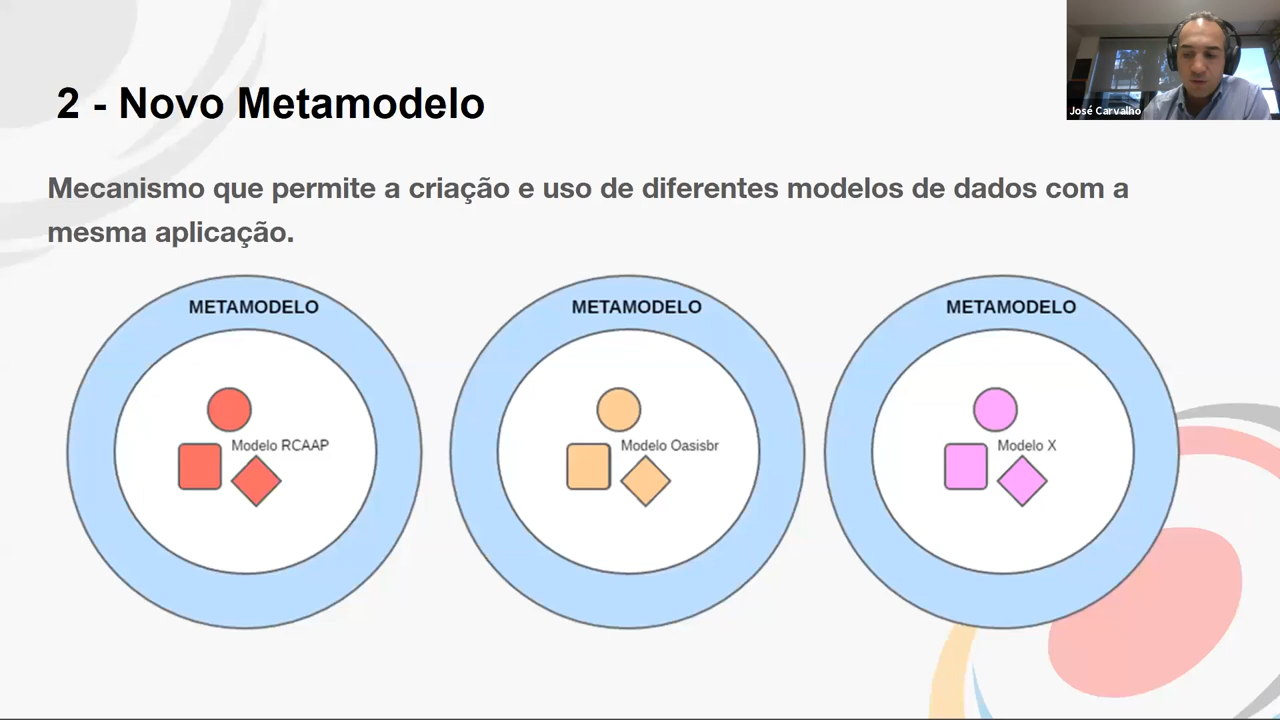 José Carvalho
2 - Novo Metamodelo
Mecanismo que permite a criação e uso de diferentes modelos de dados com a
mesma aplicação.
METAMODELO
Modelo RCAAP
METAMODELO
Modelo Oasisbr
METAMODELO
Modelo X